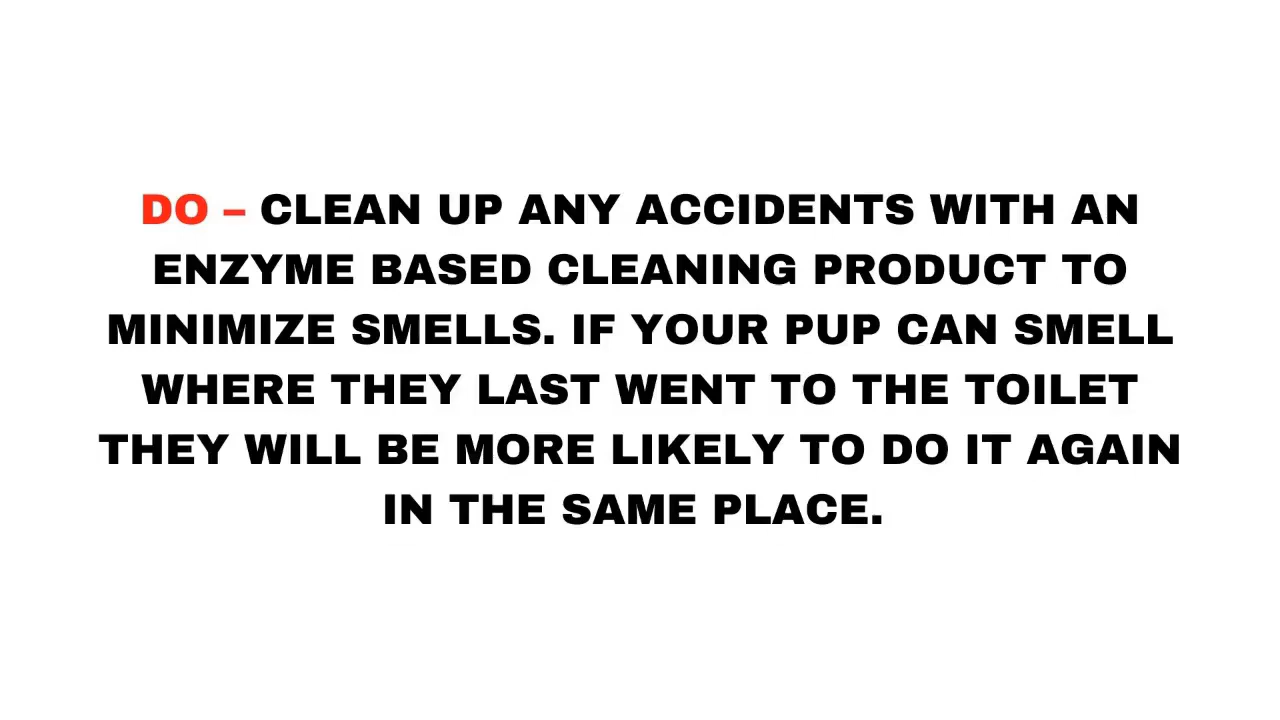 DO – CLEAN UP ANY ACCIDENTS WITH AN
ENZYME BASED CLEANING PRODUCT TO
MINIMIZE SMELLS. IF YOUR PUP CAN SMELL
WHERE THEY LAST WENT TO THE TOILET
THEY WILL BE MORE LIKELY TO DO IT AGAIN
IN THE SAME PLACE.